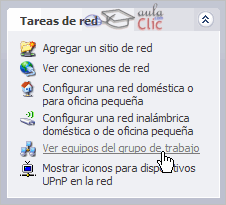 aula
Clic
Tareas de red
Agregar un sitio de red
Ver conexiones de red
Configurar una red doméstica o
para oficina pequeña
Configurar una red inalámbrica
doméstica o de oficina pequeña
Ver equipos del grupo de trabajo
Mostrar iconos para dispositivos
UPnP en la red